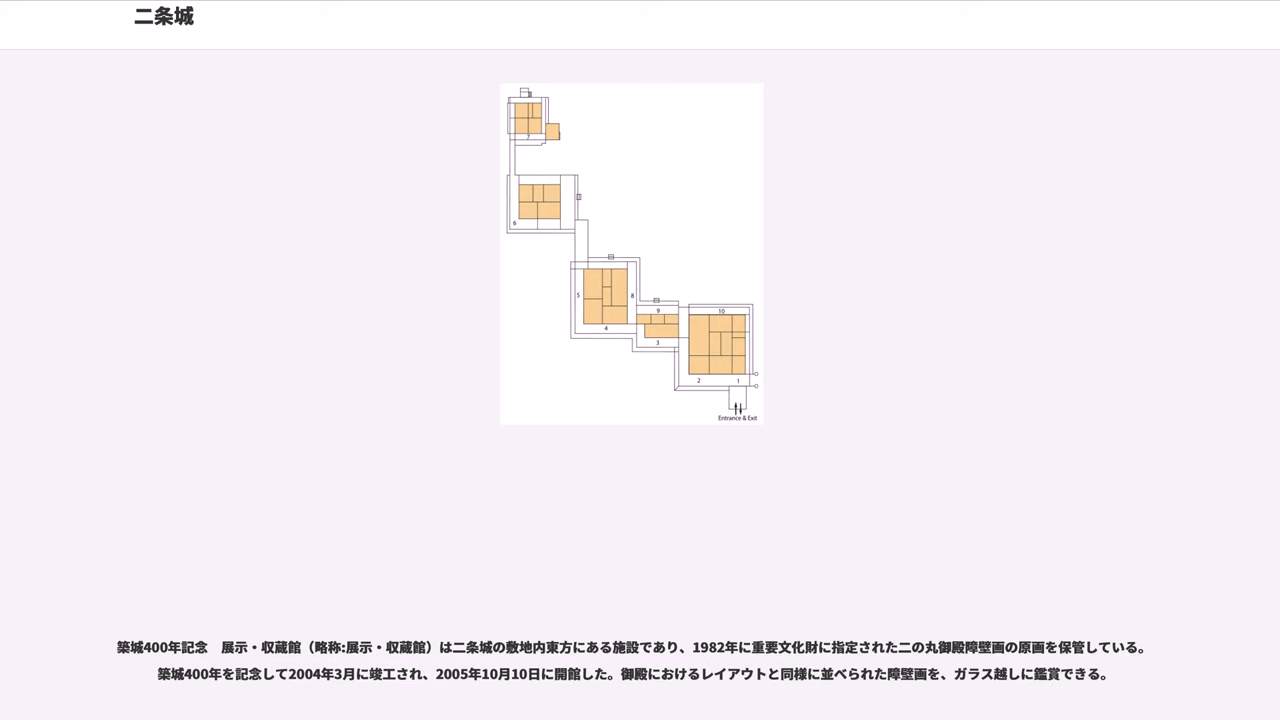 二条城
7
6
5
8
4
9
3
10
2
1
Entrance & Exit
築城400年記念　展示・収蔵館（略称:展示・収蔵館）は二条城の敷地内東方にある施設であり、1982年に重要文化財に指定された二の丸御殿障壁画の原画を保管している。
築城400年を記念して2004年3月に竣工され、2005年10月10日に開館した。御殿におけるレイアウトと同様に並べられた障壁画を、ガラス越しに鑑賞できる。